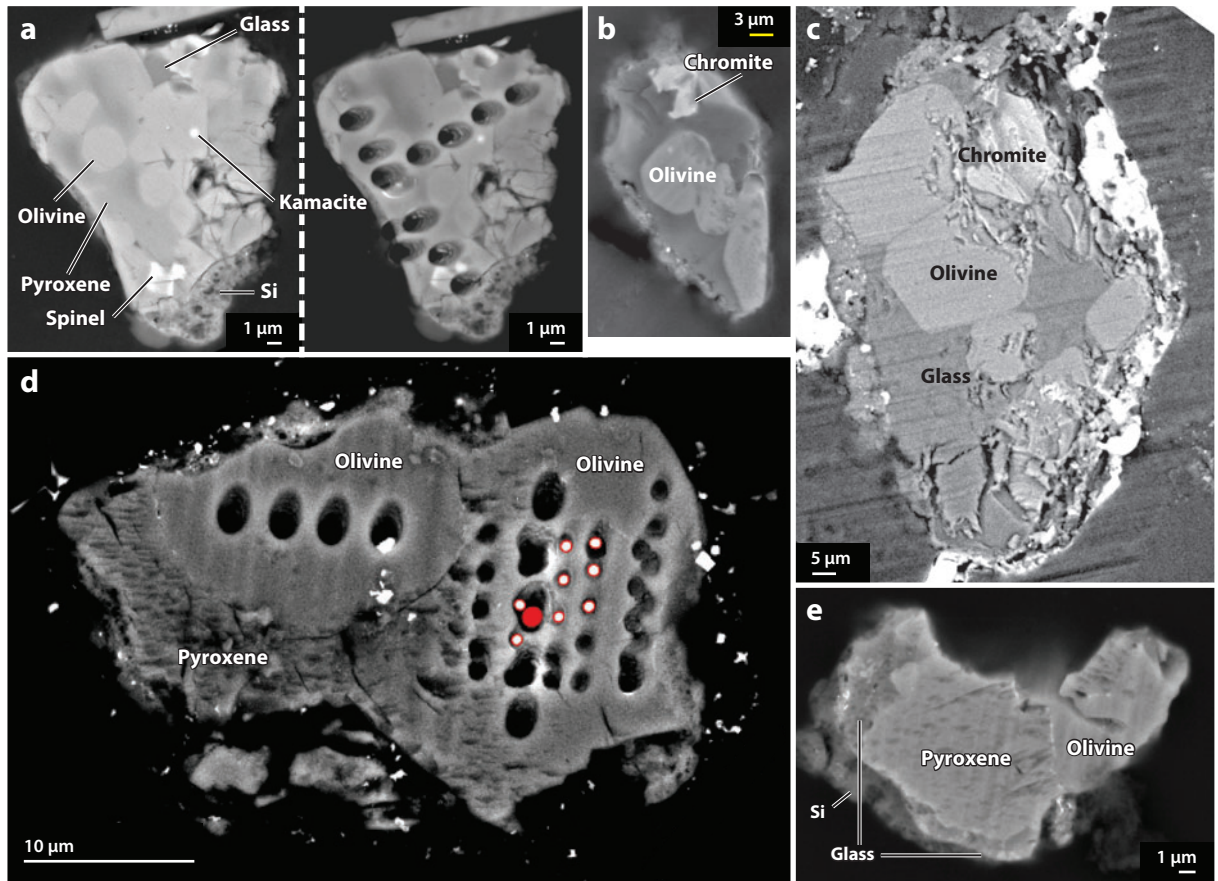 a
Glass
Olivine
Kamacite
Pyroxene
Si
Spinel
1 μm
1 μm
b
3 μm
Chromite
Olivine
c
Chromite
Olivine
Glass
5 μm
d
Olivine
Olivine
Pyroxene
10 μm
e
Pyroxene
Olivine
Si
Glass
1 μm